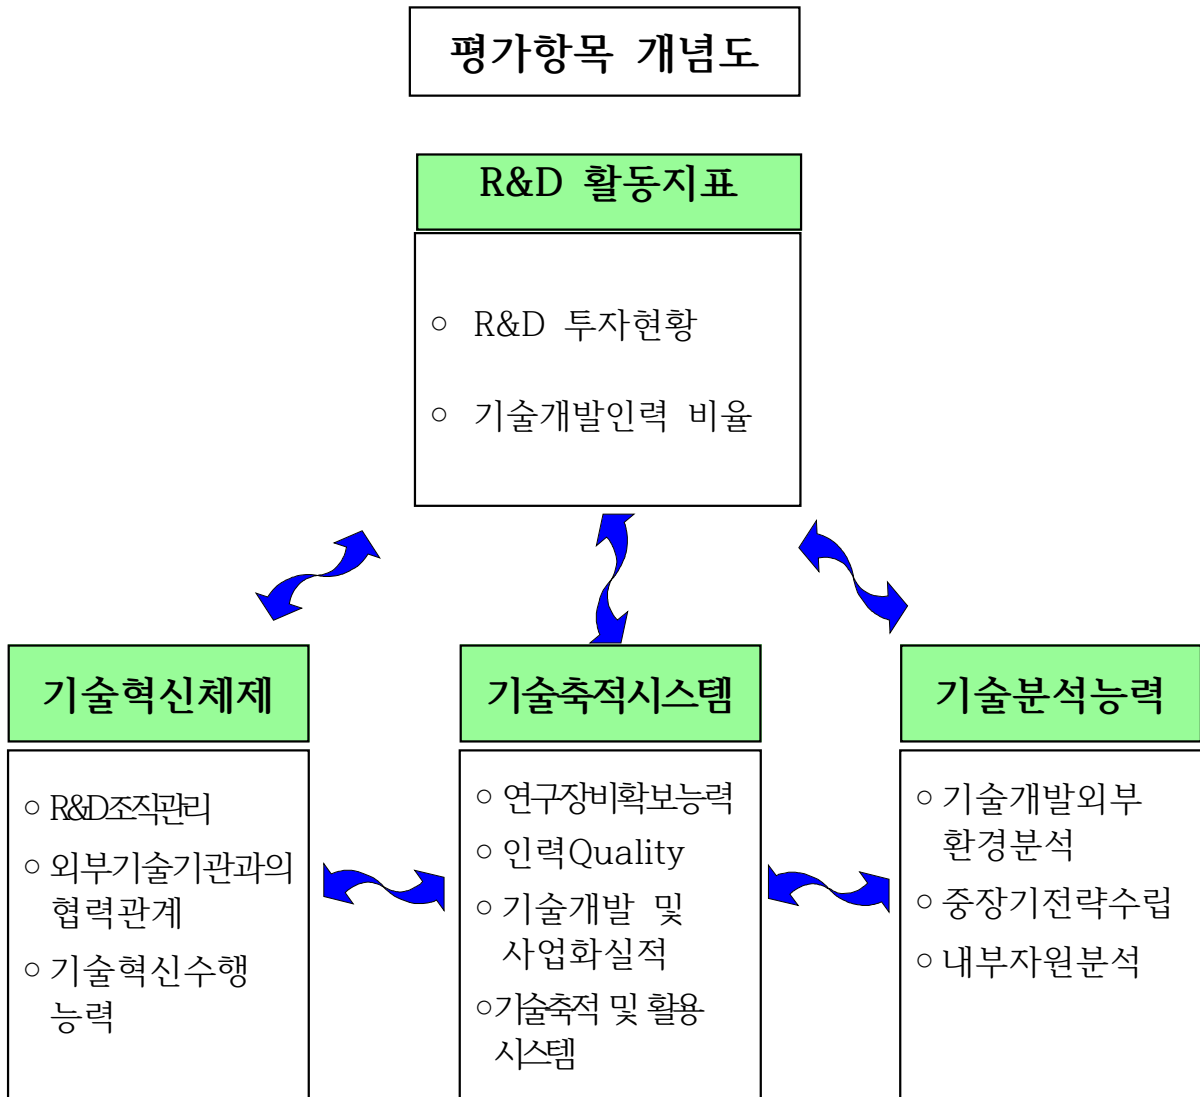 평가항목 개념도
R&D 활동지표
○ R&D 투자현황
○ 기술개발인력 비율
기술혁신체제
○ R&D조직관리
○ 외부기술기관과의
협력관계
○ 기술혁신수행
능력
기술축적시스템
○ 연구장비확보능력
○ 인력Quality
○ 기술개발 및
사업화실적
○기술축적 및 활용
시스템
기술분석능력
○ 기술개발외부
환경분석
○ 중장기전략수립
○ 내부자원분석